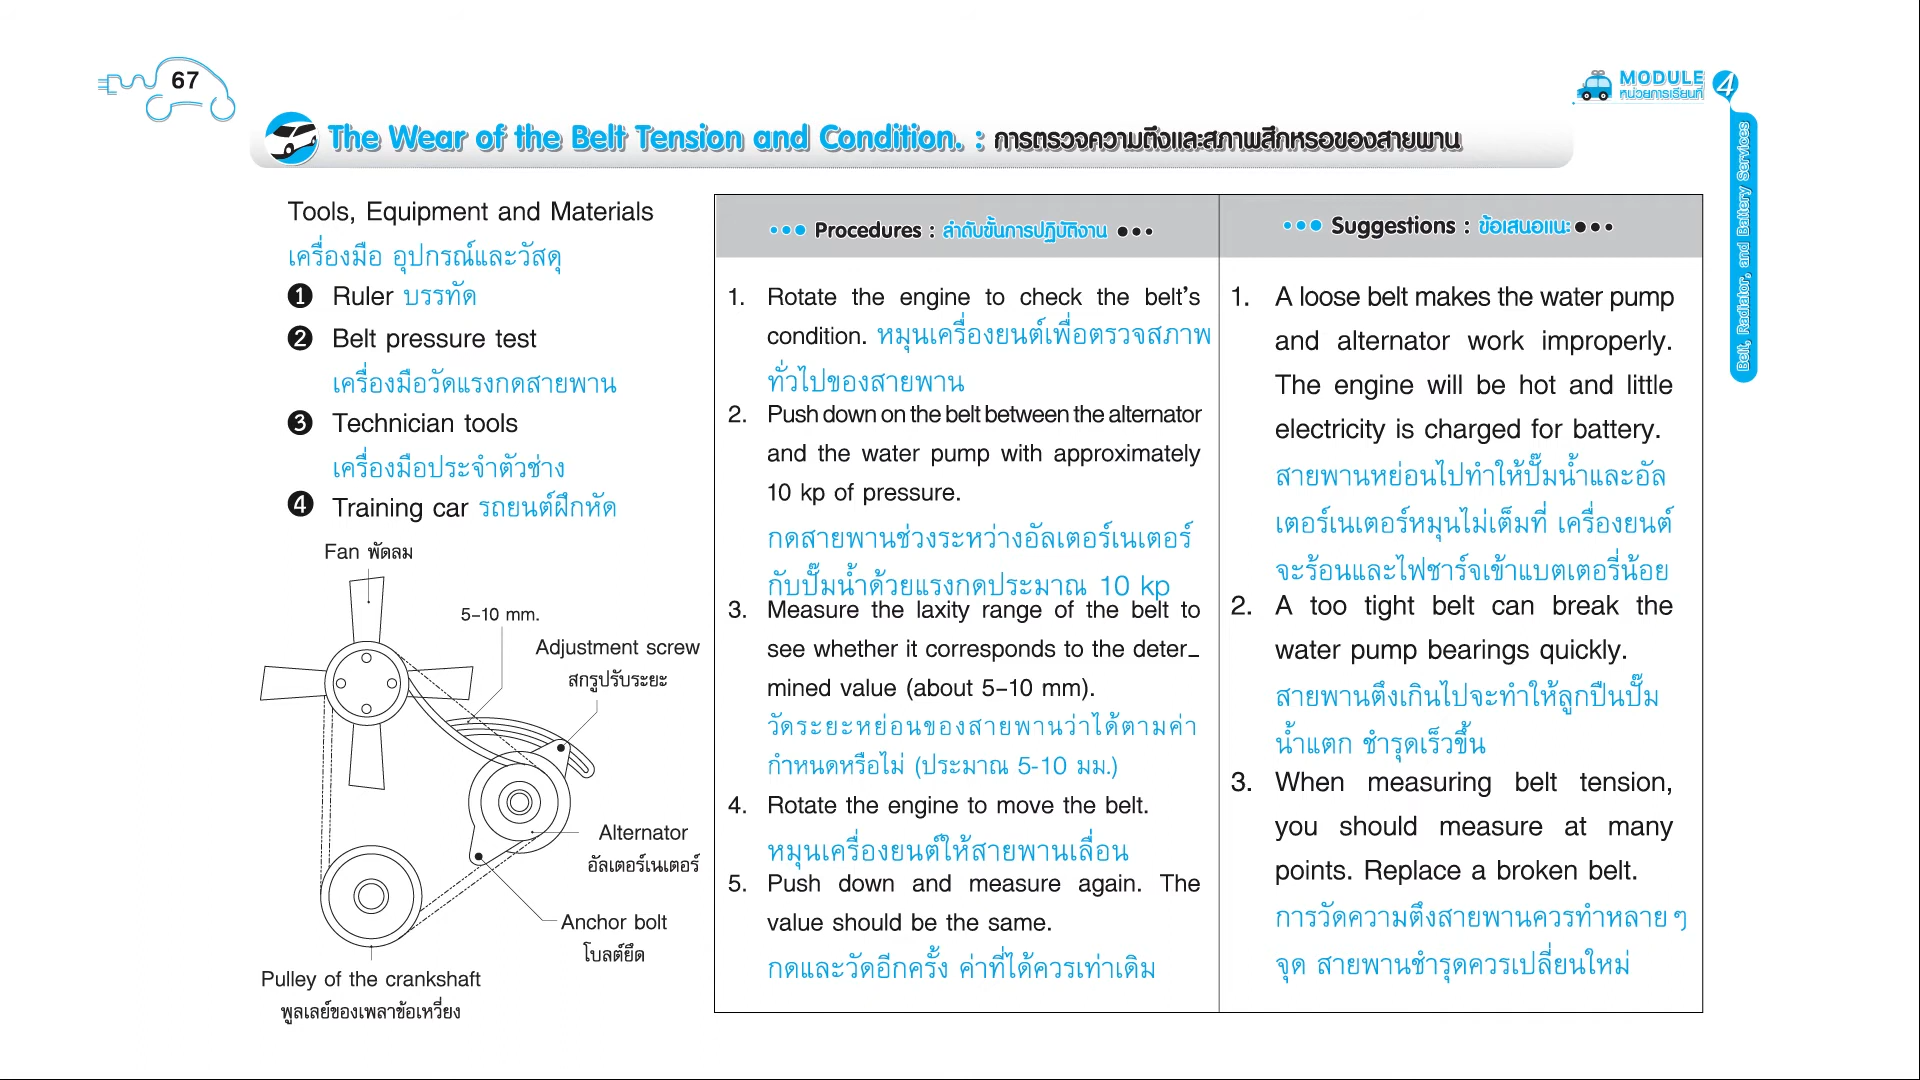 67
MODULE
หน่วยการเรียนที่
4
Belt, Radiator, and Battery Services
The Wear of the Belt Tension and Condition. : การตรวจความตึงและสภาพสึกหรอของสายพาน
Tools, Equipment and Materials
เครื่องมือ อุปกรณ์และวัสดุ
❶ Ruler บรรทัด
❷ Belt pressure test
เครื่องมือวัดแรงกดสายพาน
❸ Technician tools
เครื่องมือประจำตัวช่าง
❹ Training car รถยนต์ฝึกหัด
Fan พัดลม
5-10 mm.
Adjustment screw
สกรูปรับระยะ
Alternator
อัลเตอร์เนเตอร์
Anchor bolt
โบลต์ยึด
Pulley of the crankshaft
พูลเลย์ของเพลาข้อเหวี่ยง
••• Procedures : ลำดับขั้นการปฏิบัติงาน •••
1. Rotate the engine to check the belt's
condition. หมุนเครื่องยนต์เพื่อตรวจสภาพ
ทั่วไปของสายพาน
2. Push down on the belt between the alternator
and the water pump with approximately
10 kp of pressure.
กดสายพานช่วงระหว่างอัลเตอร์เนเตอร์
กับปั๊มน้ำด้วยแรงกดประมาณ 10 kp
3. Measure the laxity range of the belt to
see whether it corresponds to the deter_
mined value (about 5-10 mm).
วัดระยะหย่อนของสายพานว่าได้ตามค่า
กำหนดหรือไม่ (ประมาณ 5-10 มม.)
4. Rotate the engine to move the belt.
หมุนเครื่องยนต์ให้สายพานเลื่อน
5. Push down and measure again. The
value should be the same.
กดและวัดอีกครั้ง ค่าที่ได้ควรเท่าเดิม
••• Suggestions : ข้อเสนอแนะ •••
1. A loose belt makes the water pump
and alternator work improperly.
The engine will be hot and little
electricity is charged for battery.
สายพานหย่อนไปทำให้ปั๊มน้ำและอัล
เตอร์เนเตอร์หมุนไม่เต็มที่ เครื่องยนต์
จะร้อนและไฟชาร์จเข้าแบตเตอรี่น้อย
2. A too tight belt can break the
water pump bearings quickly.
สายพานตึงเกินไปจะทำให้ลูกปืนปั๊ม
น้ำแตก ชำรุดเร็วขึ้น
3. When measuring belt tension,
you should measure at many
points. Replace a broken belt.
การวัดความตึงสายพานควรทำหลาย ๆ
จุด สายพานชำรุดควรเปลี่ยนใหม่